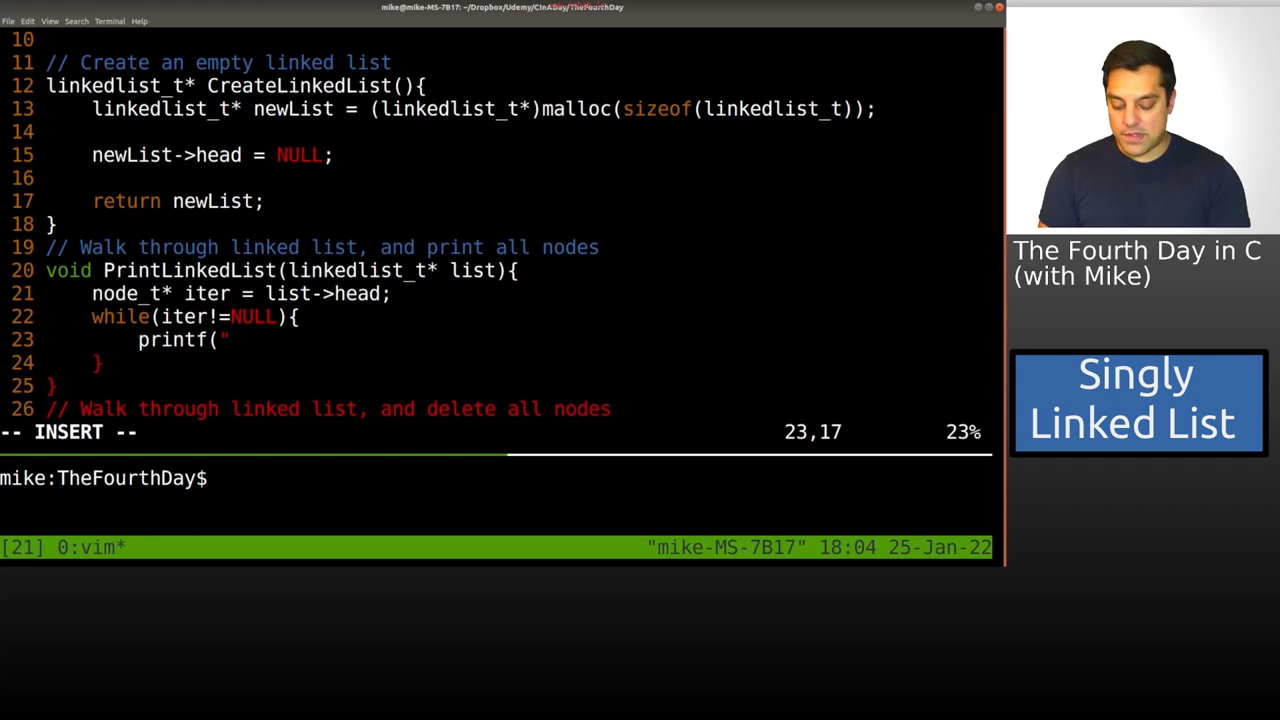 mike@mike-MS-7B17: ~/Dropbox/Udemy/CInADay/TheFourthDay
File Edit View Search Terminal Help
10
11 // Create an empty linked list
12 linkedlist_t* CreateLinkedList(){
13     linkedlist_t* newList = (linkedlist_t*)malloc(sizeof(linkedlist_t));
14
15     newList->head = NULL;
16
17     return newList;
18 }
19 // Walk through linked list, and print all nodes
20 void PrintLinkedList(linkedlist_t* list){
21     node_t* iter = list->head;
22     while(iter!=NULL){
23         printf("
24     }
25 }
26 // Walk through linked list, and delete all nodes
-- INSERT -- 23,17 23%
mike:TheFourthDay$
[21] 0:vim* "mike-MS-7B17" 18:04 25-Jan-22
The Fourth Day in C
(with Mike)
Singly
Linked List